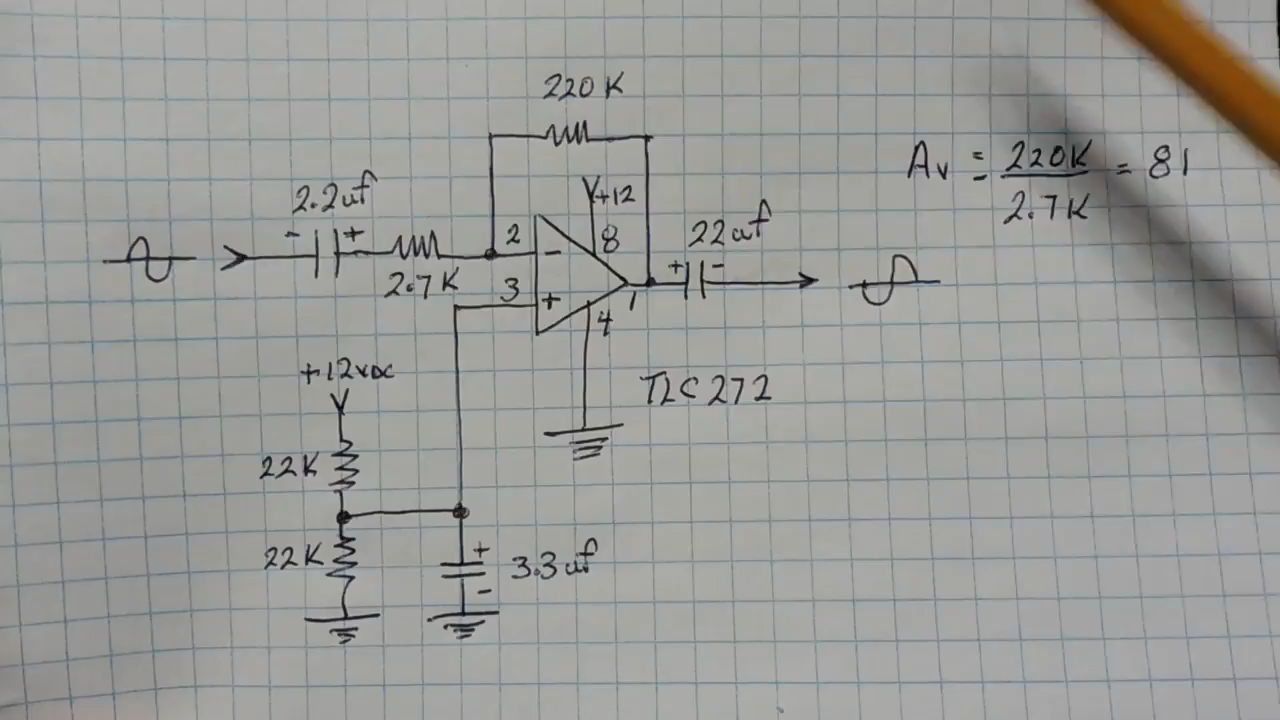 220K
2.2uf
- +
2.7K
2
3
-
+
+12
8
4
1
22uf
+ -
Av = 220K / 2.7K = 81
TLC272
+12VDC
22K
22K
+
-
3.3uf